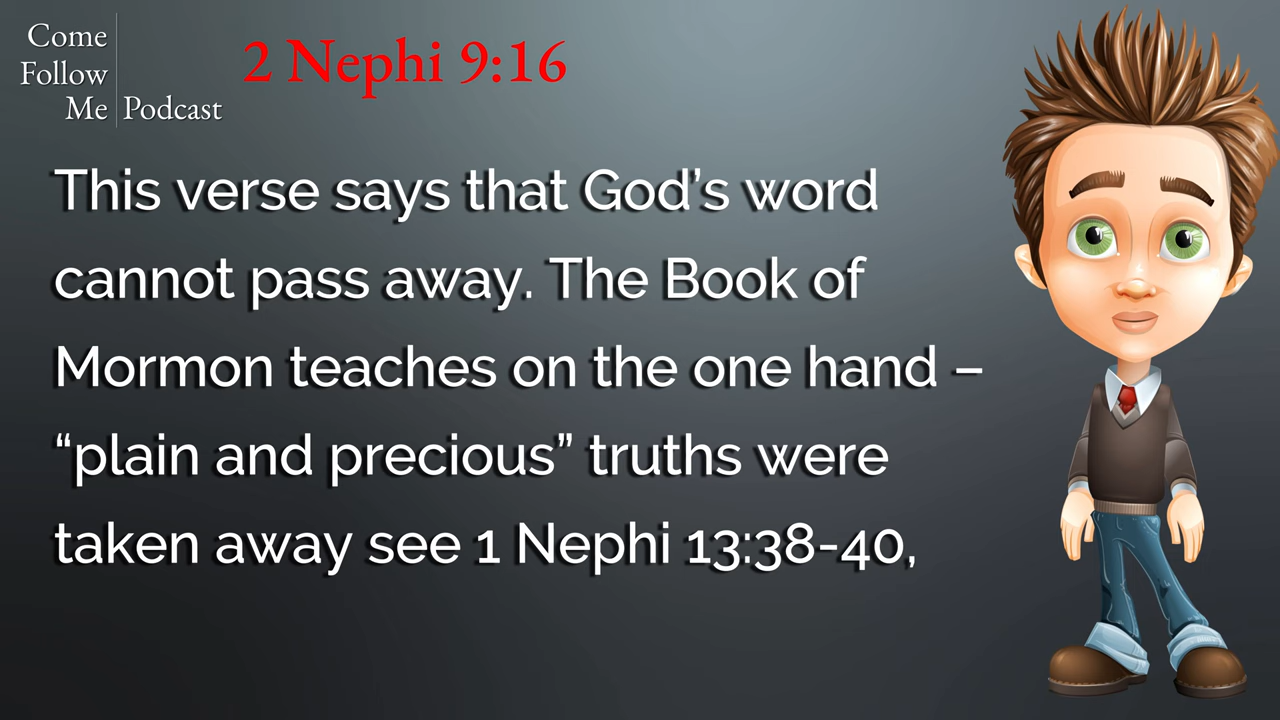 Come
Follow
Me Podcast
2 Nephi 9:16
This verse says that God’s word
cannot pass away. The Book of
Mormon teaches on the one hand –
“plain and precious” truths were
taken away see 1 Nephi 13:38-40,